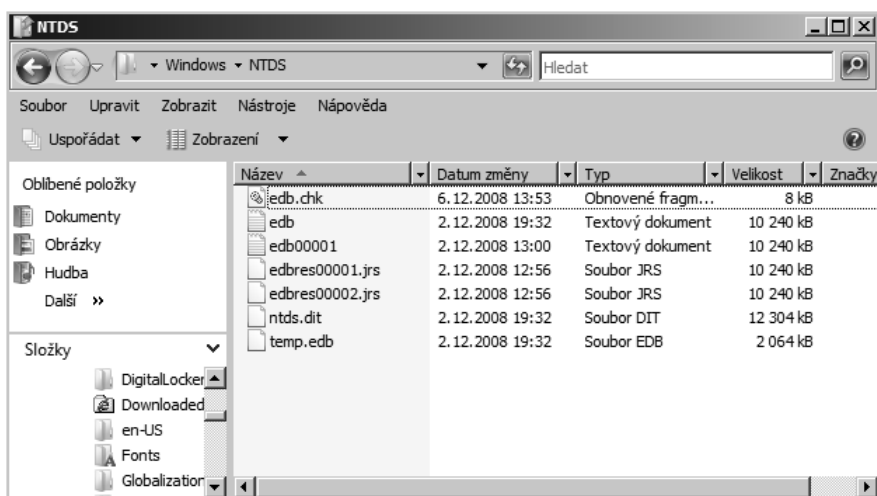 NTDS
Windows NTDS
Hledat
Soubor Upravit Zobrazit Nástroje Nápověda
Uspořádat Zobrazení
Oblíbené položky
Dokumenty
Obrázky
Hudba
Další »
Složky
DigitalLocker
Downloaded
en-US
Fonts
Globalization
Název Datum změny Typ Velikost Značky
edb.chk 6.12.2008 13:53 Obnovené fragm... 8 kB
edb 2.12.2008 19:32 Textový dokument 10 240 kB
edb00001 2.12.2008 13:00 Textový dokument 10 240 kB
edbres00001.jrs 2.12.2008 12:56 Soubor JRS 10 240 kB
edbres00002.jrs 2.12.2008 12:56 Soubor JRS 10 240 kB
ntds.dit 2.12.2008 19:32 Soubor DIT 12 304 kB
temp.edb 2.12.2008 19:32 Soubor EDB 2 064 kB